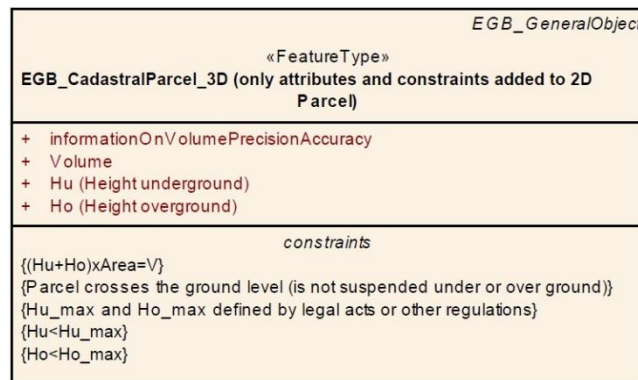 EGB_GeneralObject
«FeatureType»
EGB_CadastralParcel_3D (only attributes and constraints added to 2D
Parcel)
+ informationOnVolumePrecisionAccuracy
+ Volume
+ Hu (Height underground)
+ Ho (Height overground)
constraints
{(Hu+Ho)xArea=V}
{Parcel crosses the ground level (is not suspended under or over ground)}
{Hu_max and Ho_max defined by legal acts or other regulations}
{Hu<Hu_max}
{Ho<Ho_max}